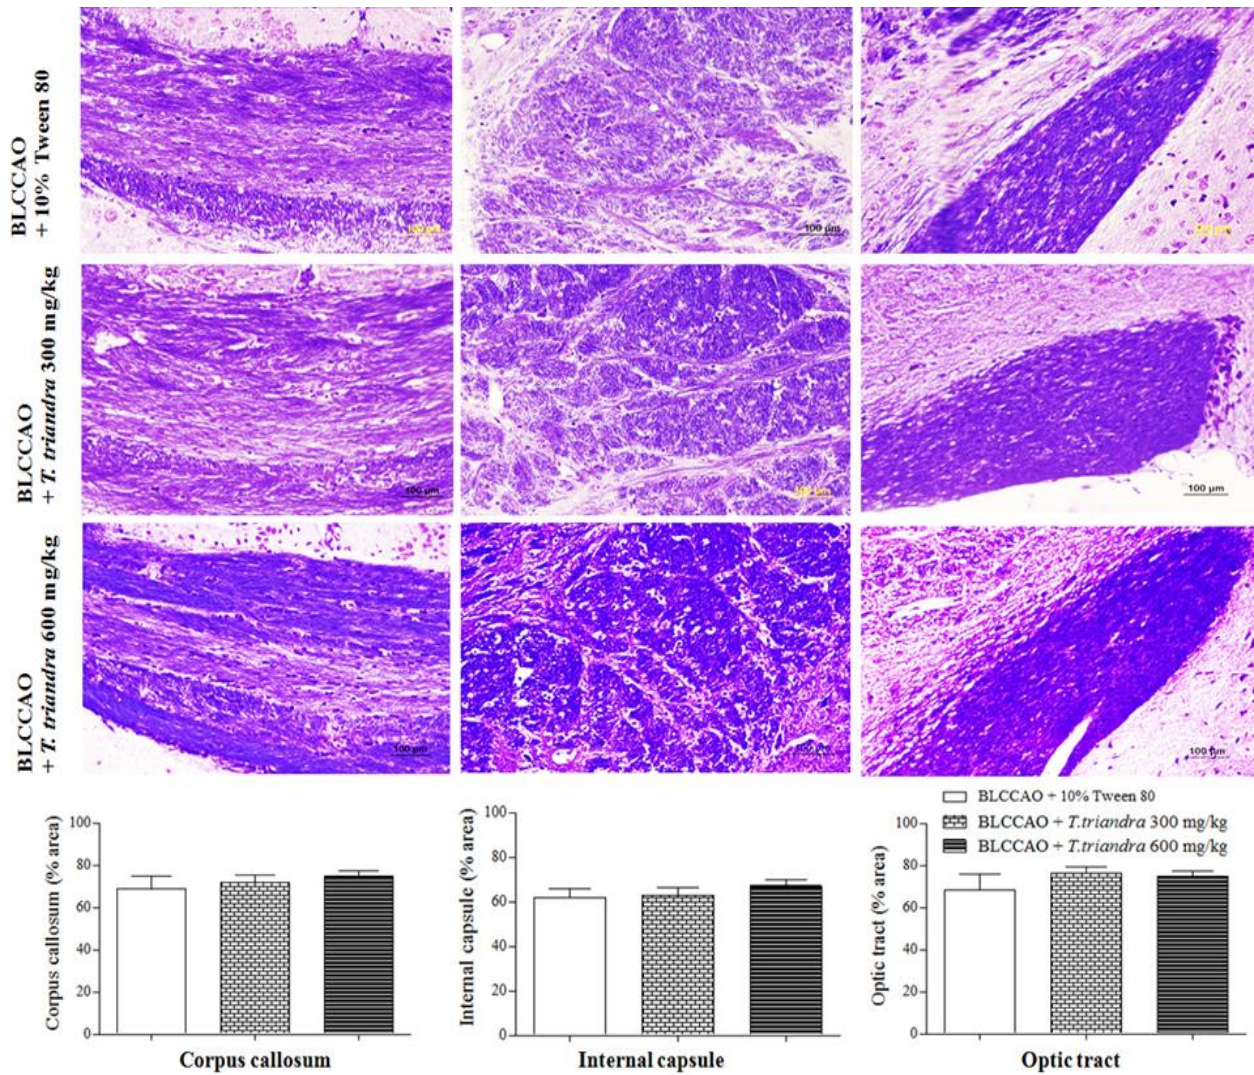 BLCCAO
+ 10% Tween 80
100 µm
100 µm
100 µm
BLCCAO
+ T. triandra 300 mg/kg
100 µm
100 µm
100 µm
BLCCAO
+ T. triandra 600 mg/kg
100 µm
100 µm
100 µm
Corpus callosum (% area)
100
80
60
40
20
0
Corpus callosum
Internal capsule (% area)
100
80
60
40
20
0
Internal capsule
BLCCAO + 10% Tween 80
BLCCAO + T.triandra 300 mg/kg
BLCCAO + T.triandra 600 mg/kg
Optic tract (% area)
100
80
60
40
20
0
Optic tract